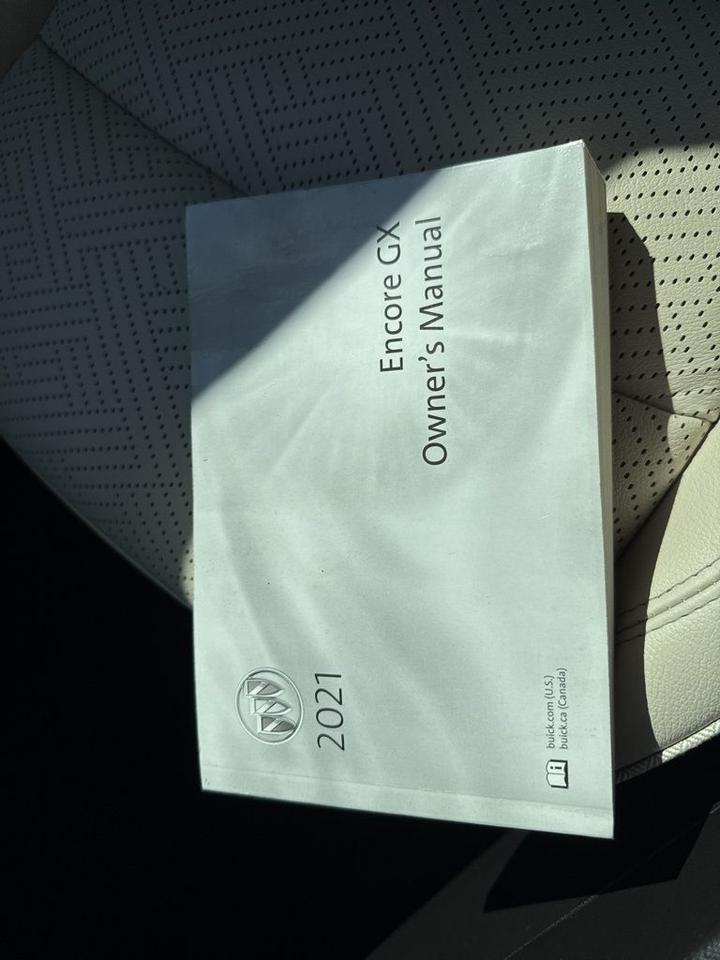 2021
Encore GX
Owner's Manual
buick.com (U.S.)
buick.ca (Canada)